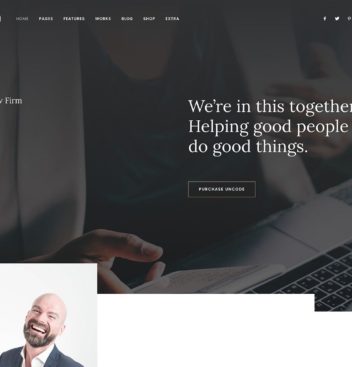 HOME PAGES FEATURED WORKS BLOG SHOP EXTRA
Firm
We're in this together
Helping good people
do good things.
PURCHASE UNCODE